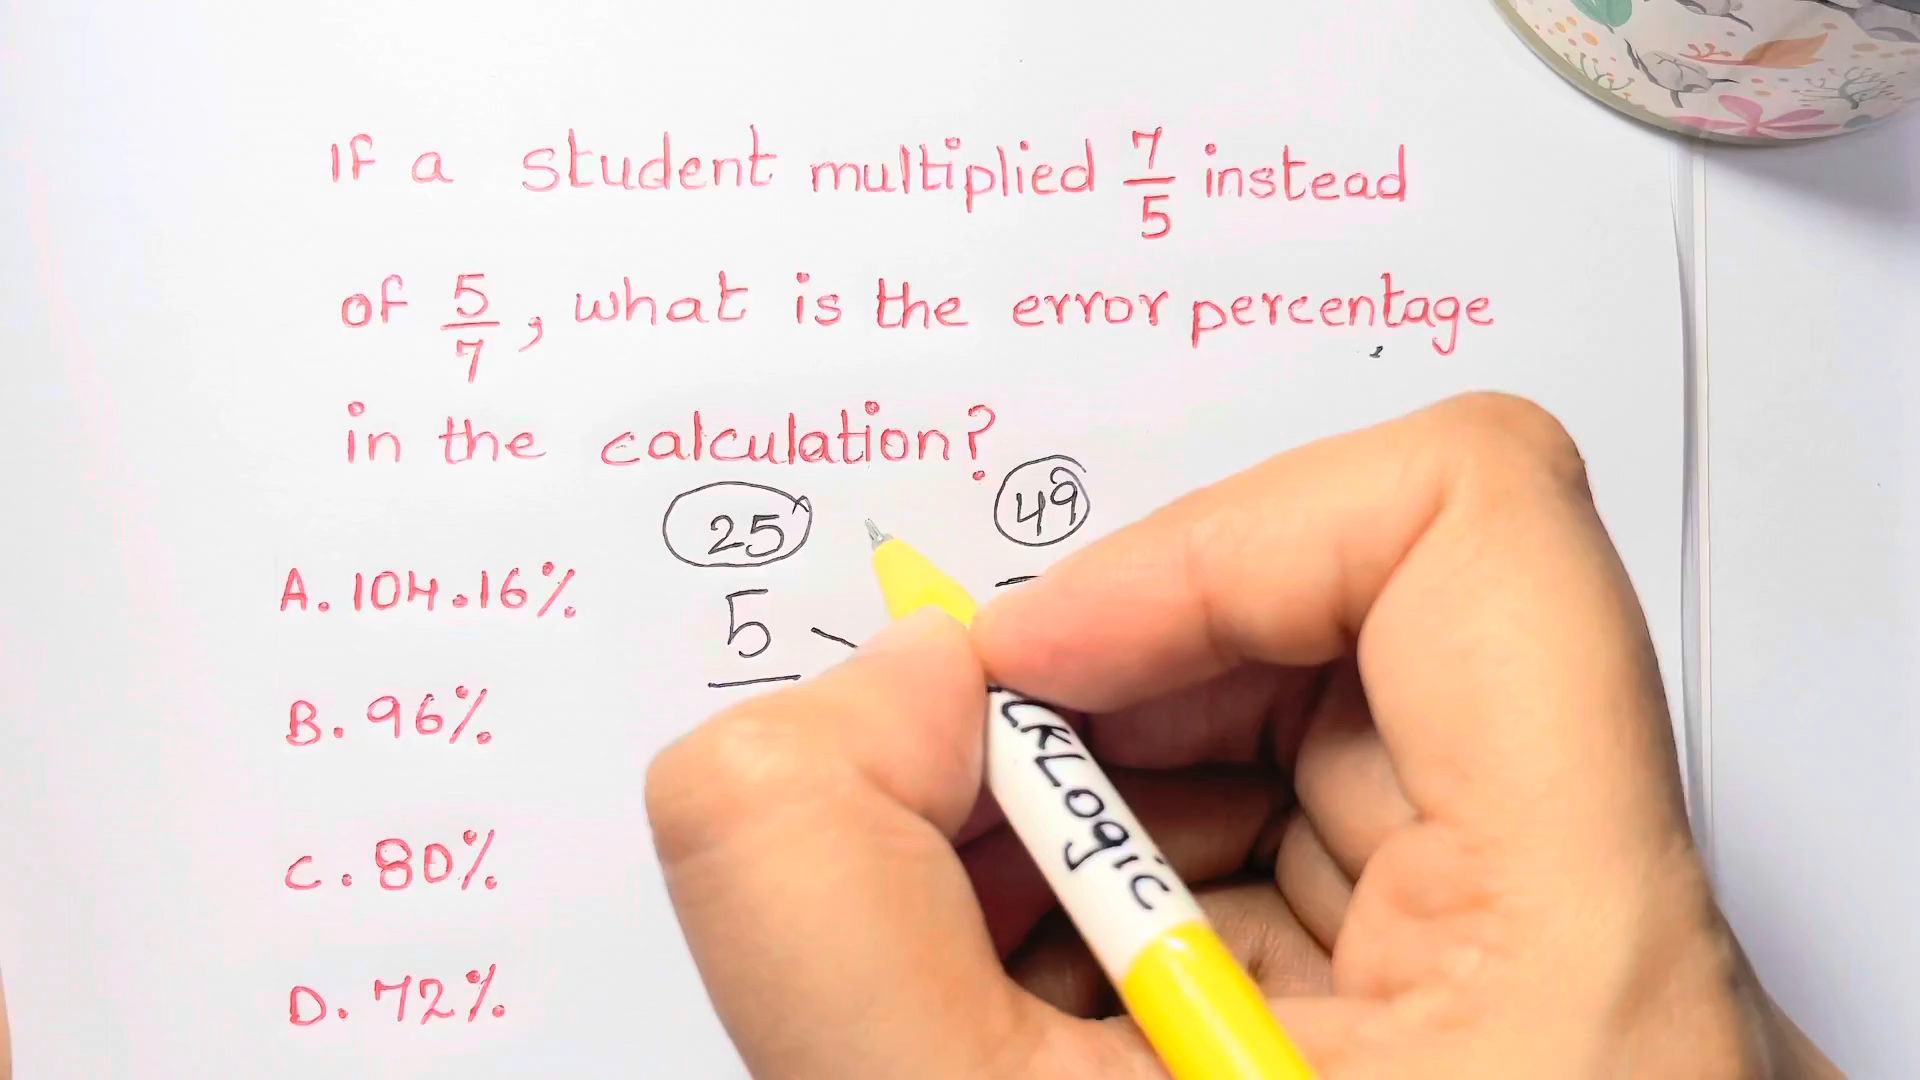 If a student multiplied 7/5 instead
of 5/7, what is the error percentage
in the calculation?
25 49
A. 104.16%
5
B. 96%
C. 80%
D. 72%